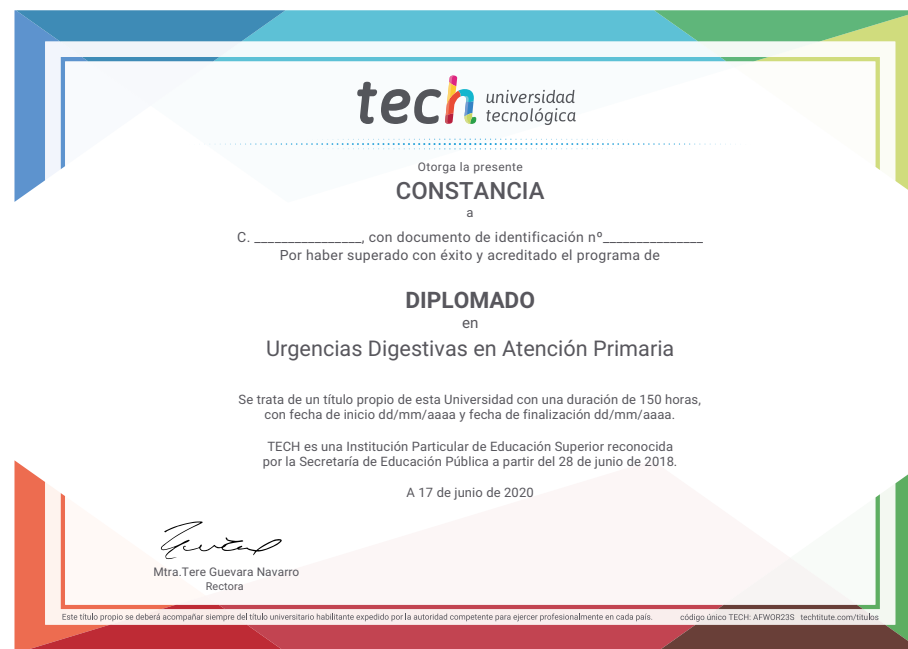 tech universidad
tecnológica
Otorga la presente
CONSTANCIA
a
C. ________________, con documento de identificación nº_______________
Por haber superado con éxito y acreditado el programa de
DIPLOMADO
en
Urgencias Digestivas en Atención Primaria
Se trata de un título propio de esta Universidad con una duración de 150 horas,
con fecha de inicio dd/mm/aaaa y fecha de finalización dd/mm/aaaa.
TECH es una Institución Particular de Educación Superior reconocida
por la Secretaría de Educación Pública a partir del 28 de junio de 2018.
A 17 de junio de 2020
Mtra.Tere Guevara Navarro
Rectora
Este título propio se deberá acompañar siempre del título universitario habilitante expedido por la autoridad competente para ejercer profesionalmente en cada país. código único TECH: AFWOR23S techtitute.com/titulos